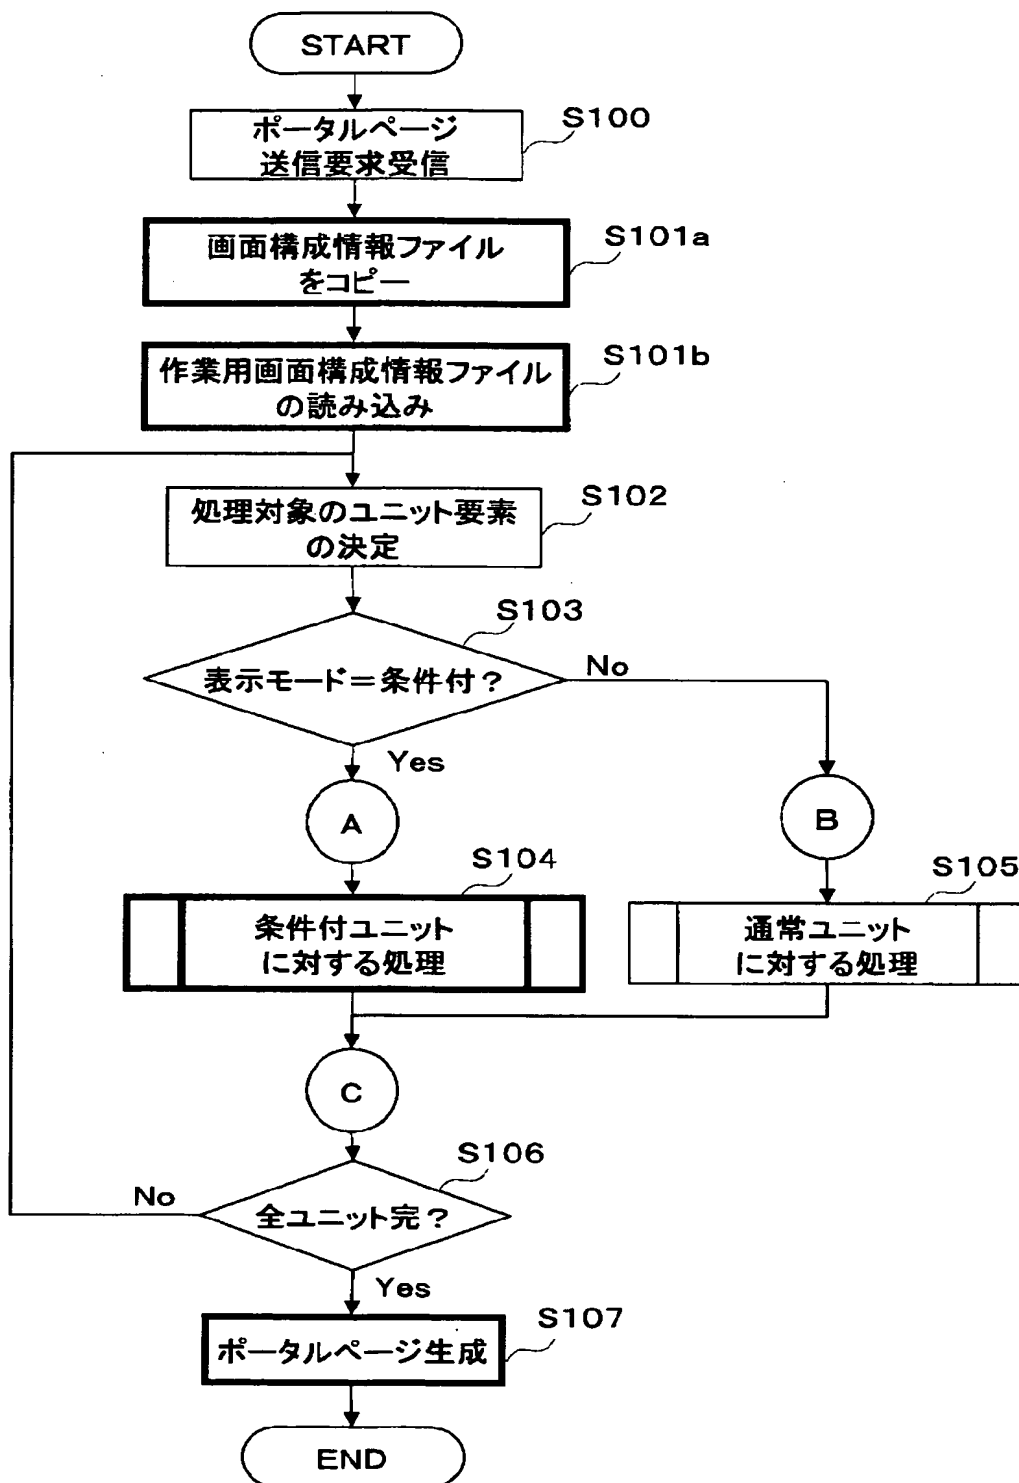 START
ポータルページ
送信要求受信
S100
画面構成情報ファイル
をコピー
S101a
作業用画面構成情報ファイル
の読み込み
S101b
処理対象のユニット要素
の決定
S102
S103
表示モード＝条件付？
No
Yes
A
B
S104
条件付ユニット
に対する処理
S105
通常ユニット
に対する処理
C
S106
No
全ユニット完？
Yes
S107
ポータルページ生成
END